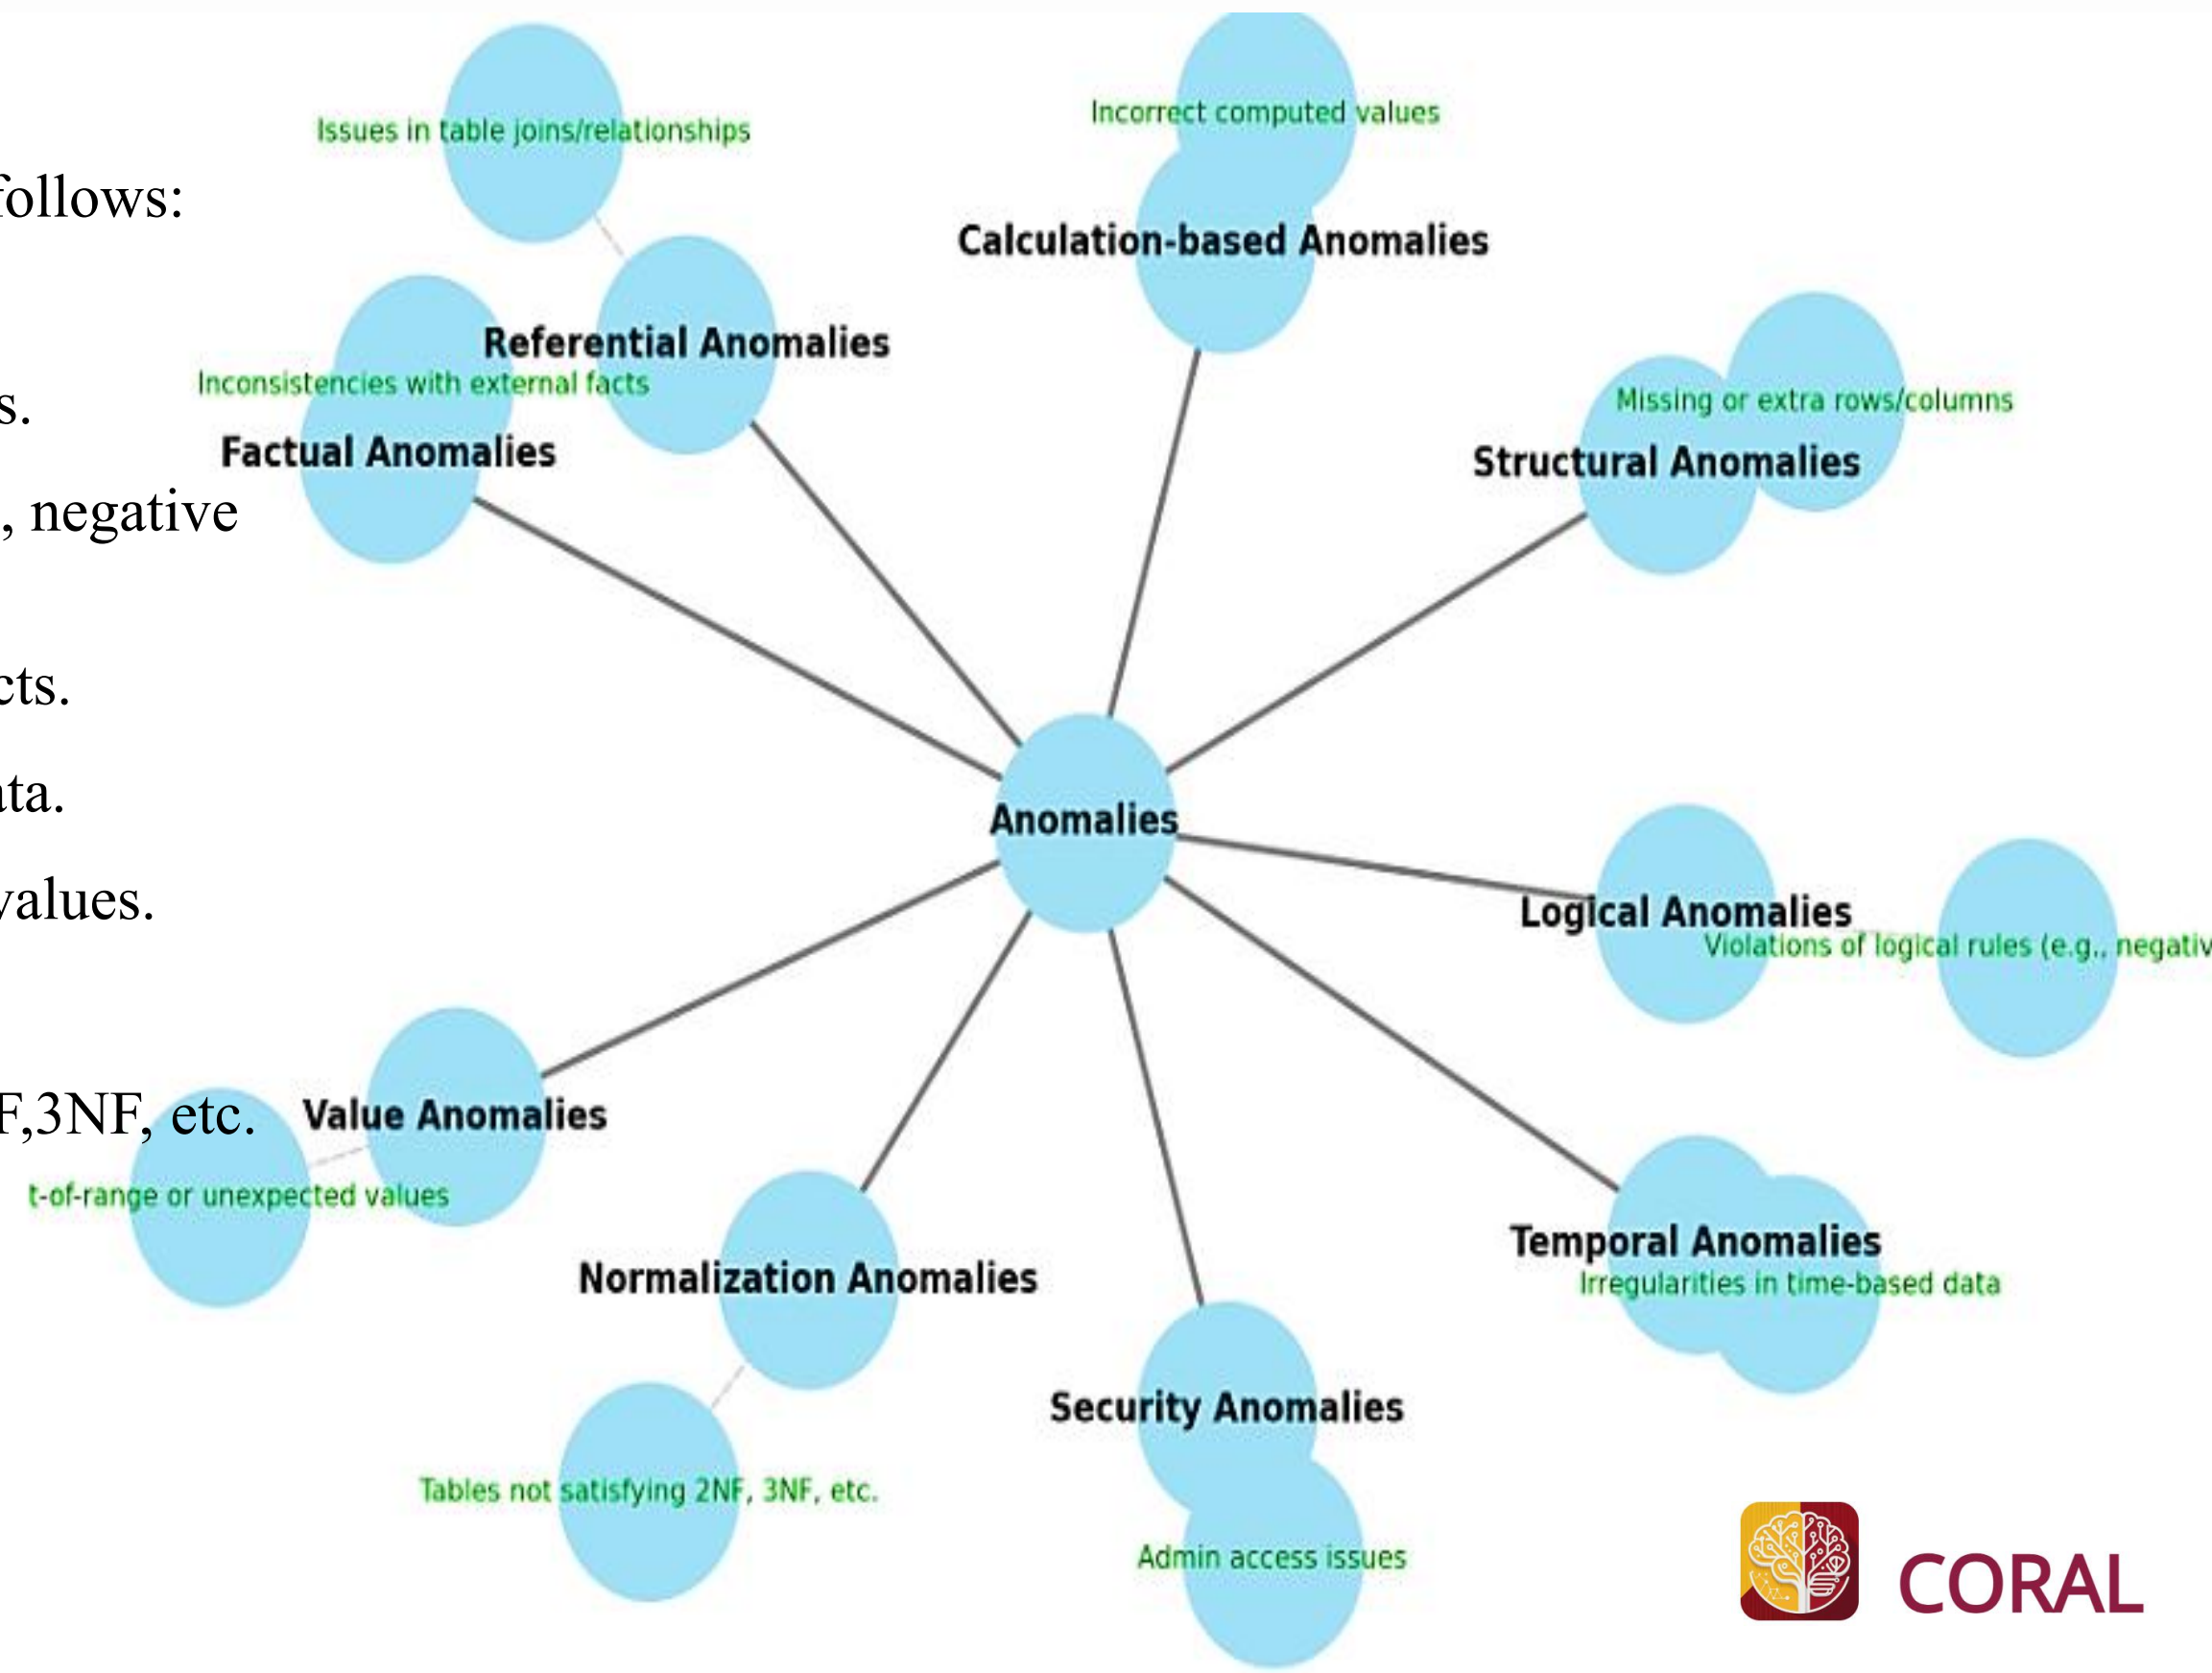 follows:
s.
, negative
cts.
ata.
values.
F,3NF, etc.
Issues in table joins/relationships
Incorrect computed values
Calculation-based Anomalies
Referential Anomalies
Inconsistencies with external facts
Factual Anomalies
Missing or extra rows/columns
Structural Anomalies
Anomalies
Logical Anomalies
Violations of logical rules (e.g., negativ
Value Anomalies
t-of-range or unexpected values
Normalization Anomalies
Tables not satisfying 2NF, 3NF, etc.
Temporal Anomalies
Irregularities in time-based data
Security Anomalies
Admin access issues
CORAL